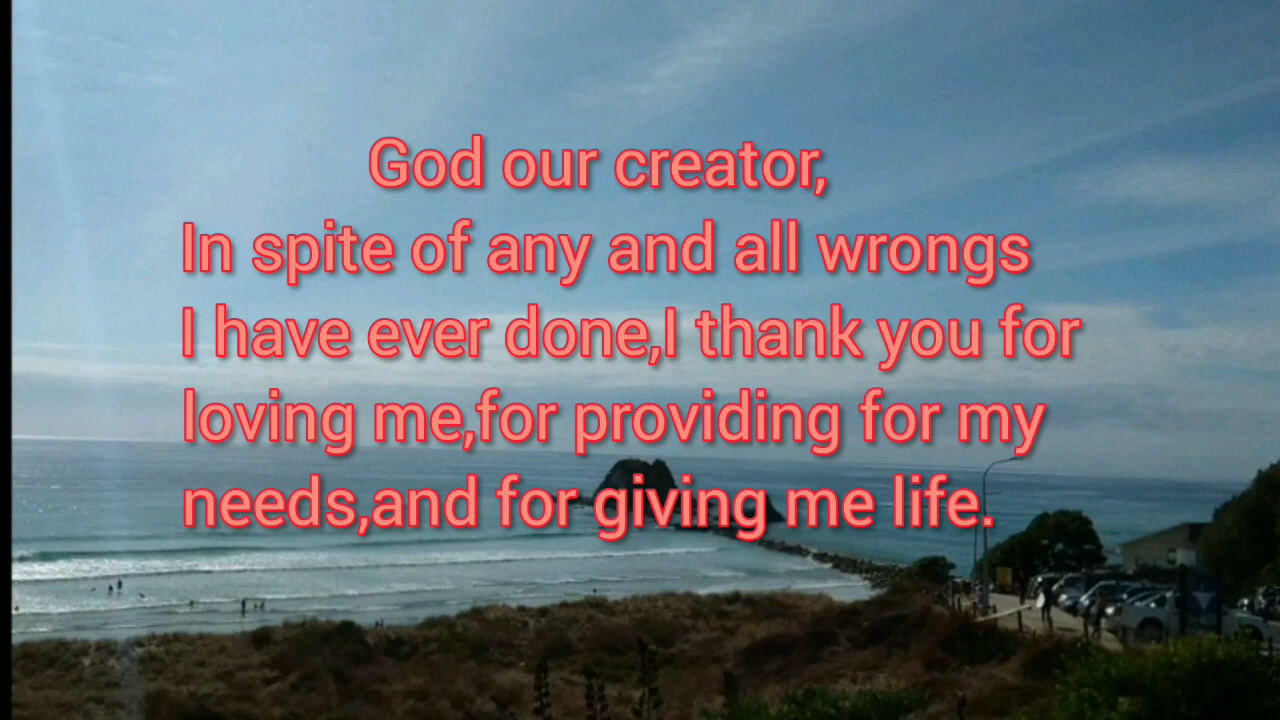 God our creator,
In spite of any and all wrongs
I have ever done,I thank you for
loving me,for providing for my
needs,and for giving me life.